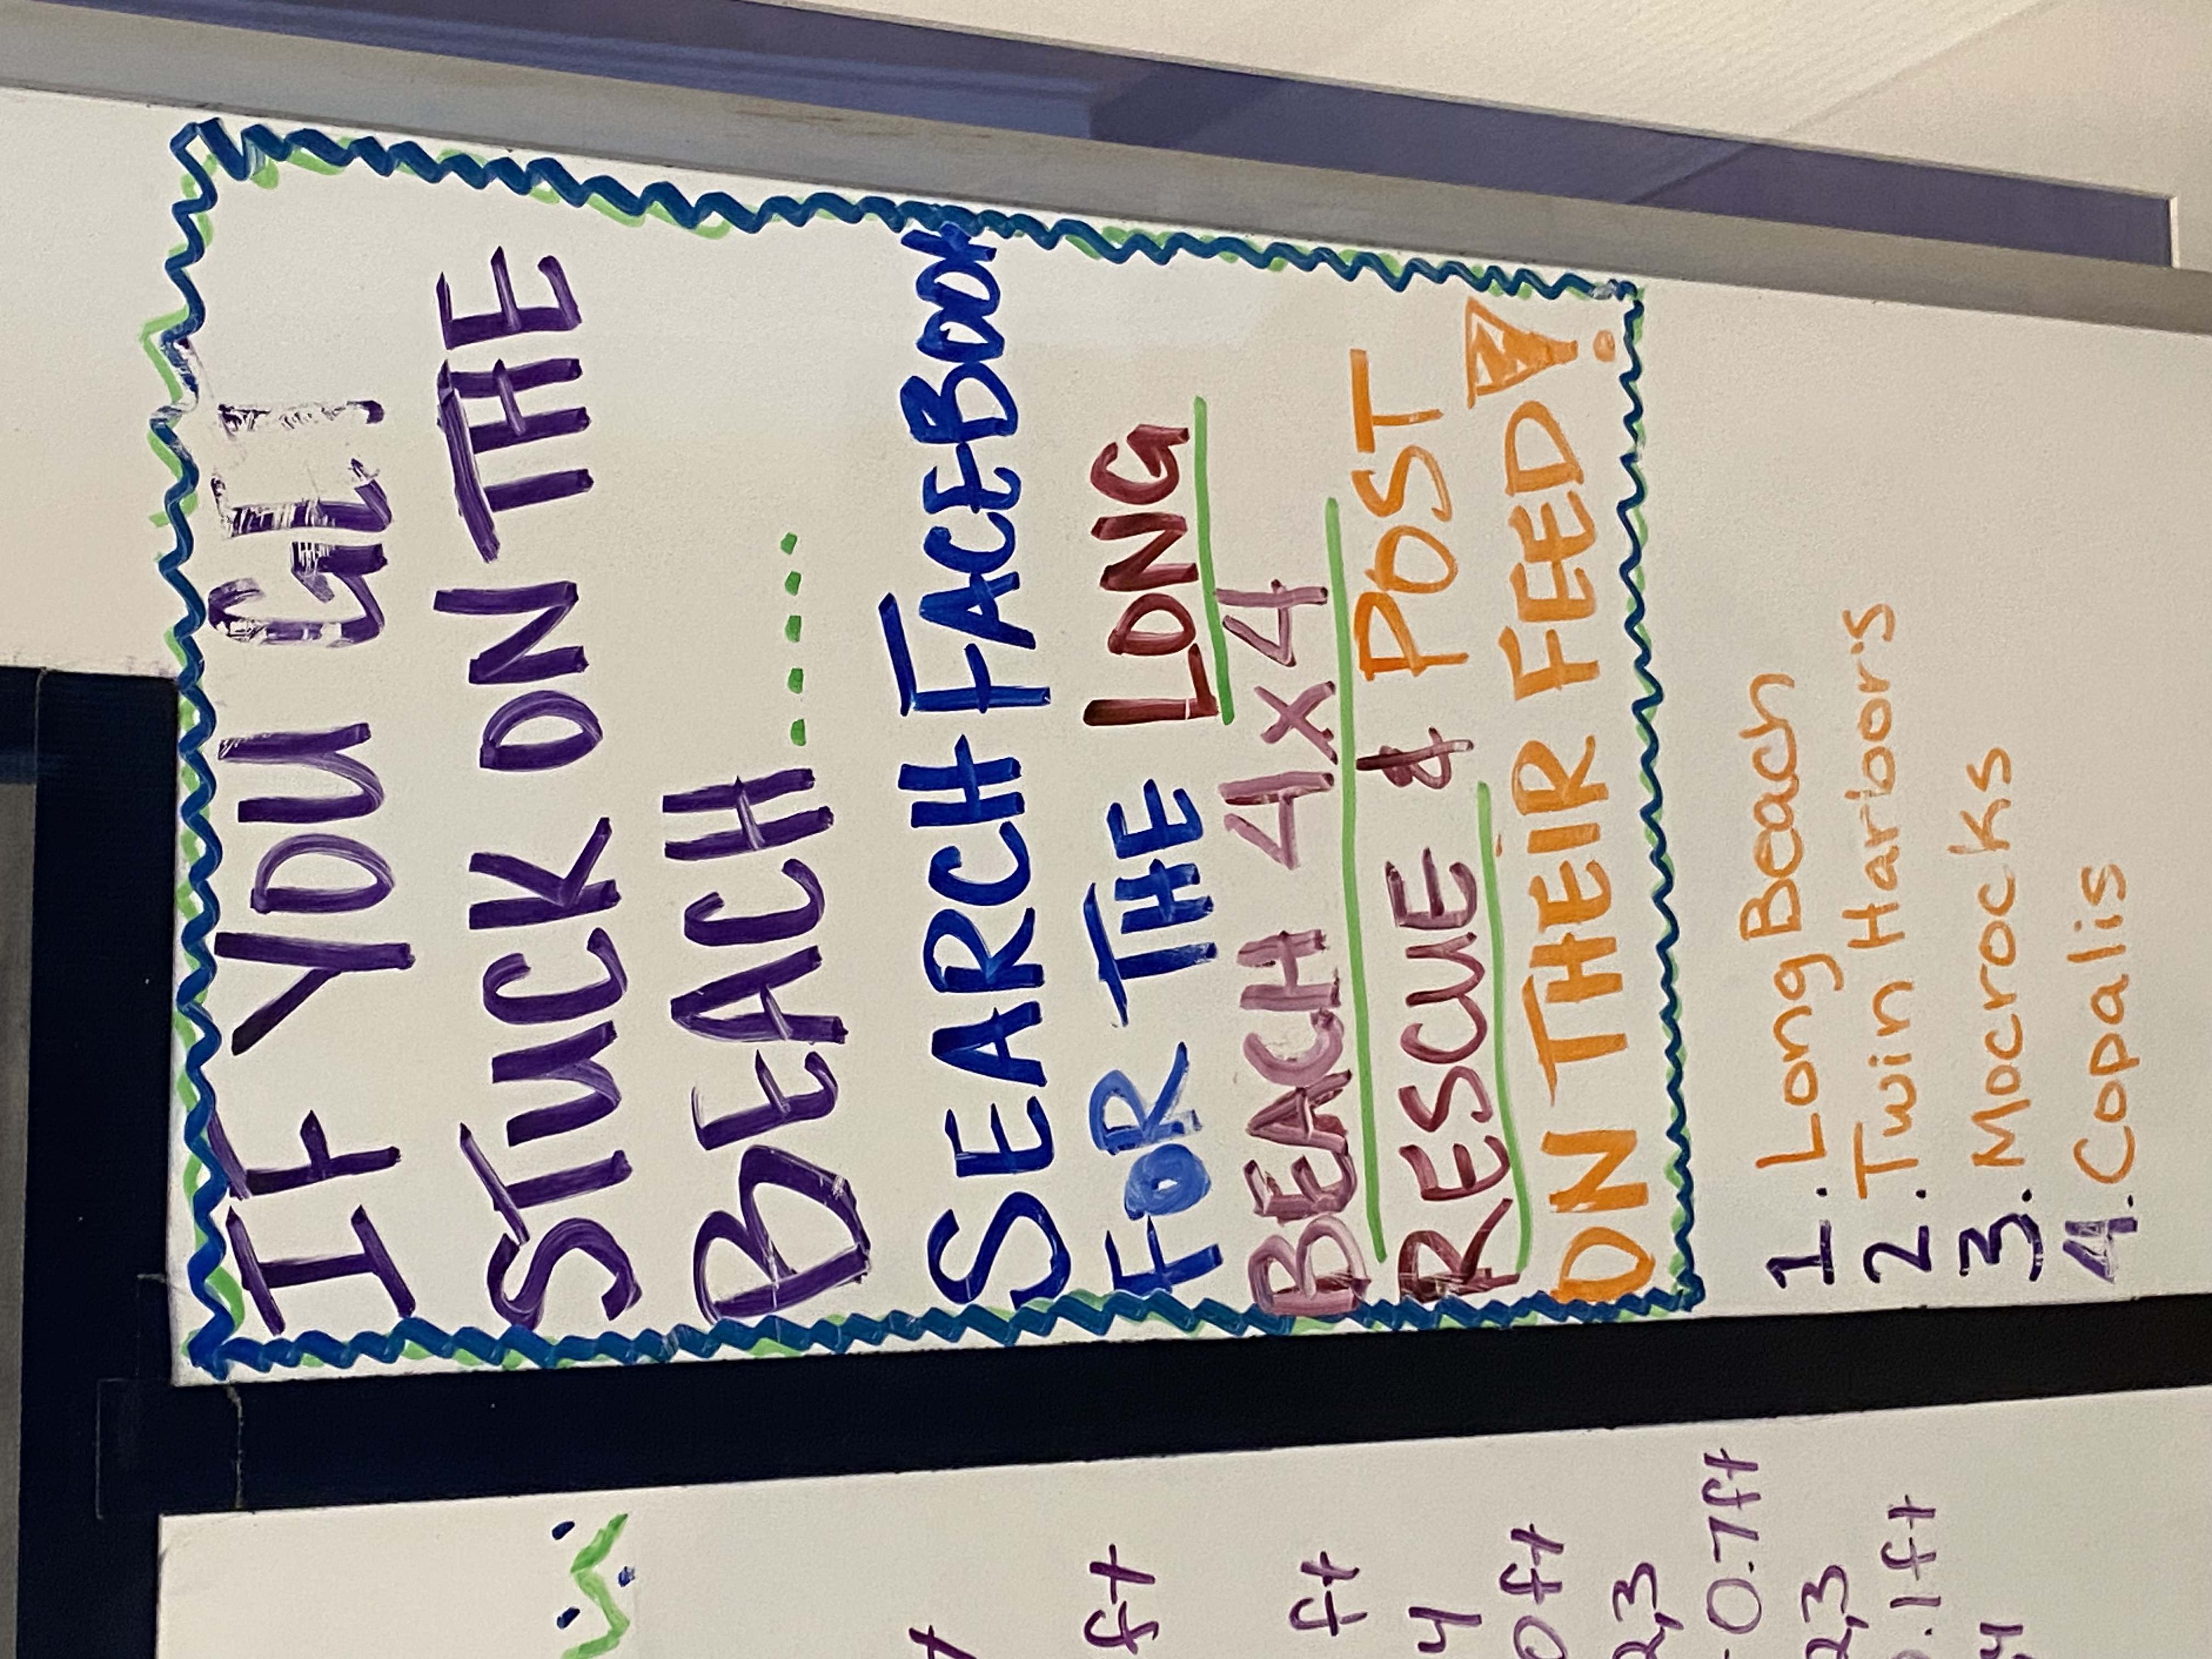 IF YOU GET
STUCK ON THE
BEACH.....
SEARCH FACEBOOK
FOR THE LONG
BEACH 4x4
RESCUE & POST
ON THEIR FEED!
1. Long Beach
2. Twin Harbor's
3. Mocrocks
4. Copalis
ft
ft
4
0ft
2,3
-0.7ft
2,3
.1ft
4